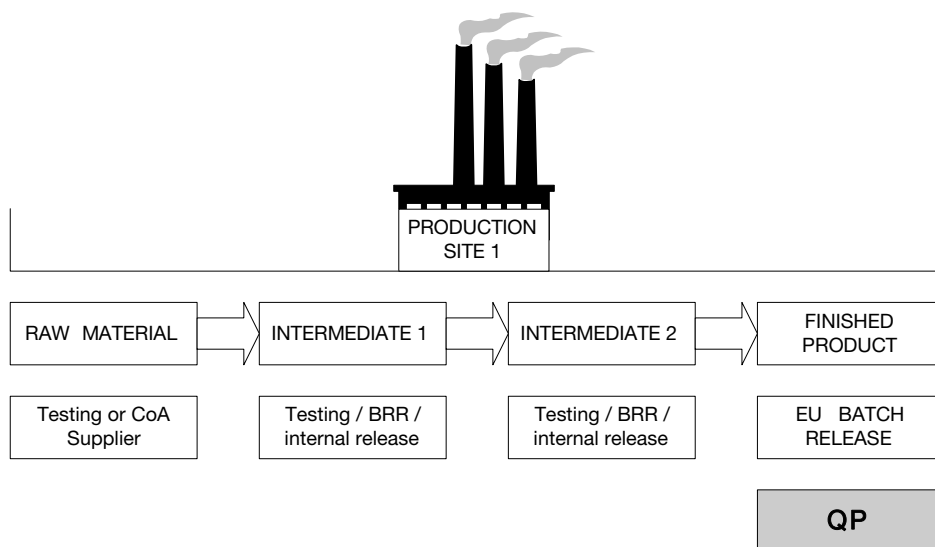 PRODUCTION
SITE 1
RAW MATERIAL
INTERMEDIATE 1
INTERMEDIATE 2
FINISHED
PRODUCT
Testing or CoA
Supplier
Testing / BRR /
internal release
Testing / BRR /
internal release
EU BATCH
RELEASE
QP